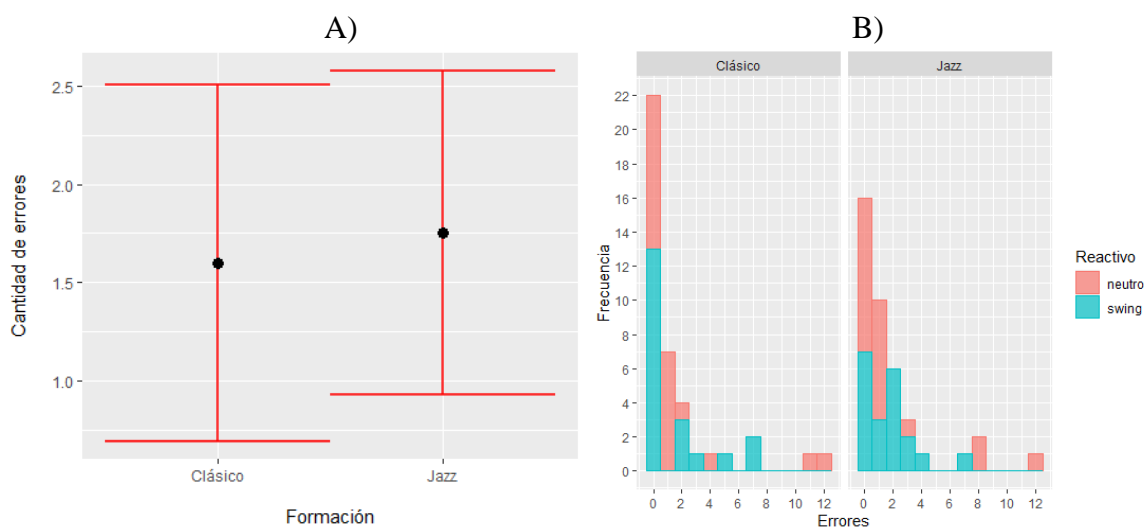 A)
Cantidad de errores
2.5
2.0
1.5
1.0
Clásico
Jazz
Formación
B)
Clásico
Jazz
Frecuencia
22
20
18
16
14
12
10
8
6
4
2
0
0 2 4 6 8 10 12
0 2 4 6 8 10 12
Errores
Reactivo
neutro
swing